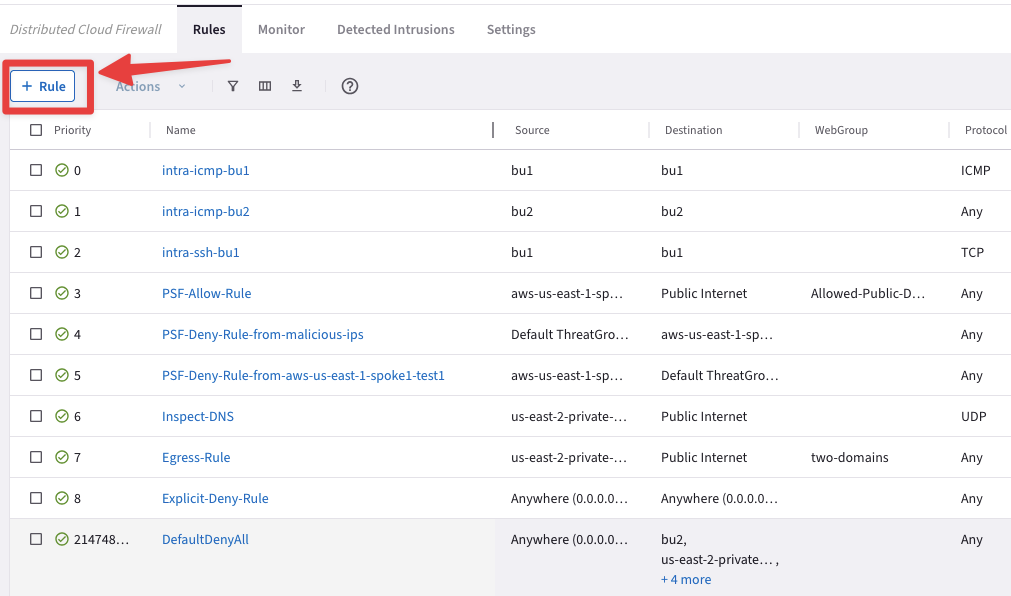 Distributed Cloud Firewall Rules Monitor Detected Intrusions Settings
+ Rule Actions
Priority Name Source Destination WebGroup Protocol
0 intra-icmp-bu1 bu1 bu1 ICMP
1 intra-icmp-bu2 bu2 bu2 Any
2 intra-ssh-bu1 bu1 bu1 TCP
3 PSF-Allow-Rule aws-us-east-1-sp… Public Internet Allowed-Public-D… Any
4 PSF-Deny-Rule-from-malicious-ips Default ThreatGro… aws-us-east-1-sp… Any
5 PSF-Deny-Rule-from-aws-us-east-1-spoke1-test1 aws-us-east-1-sp… Default ThreatGro… Any
6 Inspect-DNS us-east-2-private-… Public Internet UDP
7 Egress-Rule us-east-2-private-… Public Internet two-domains Any
8 Explicit-Deny-Rule Anywhere (0.0.0.0… Anywhere (0.0.0.0… Any
214748… DefaultDenyAll Anywhere (0.0.0.0… bu2, Any
us-east-2-private… ,
+ 4 more